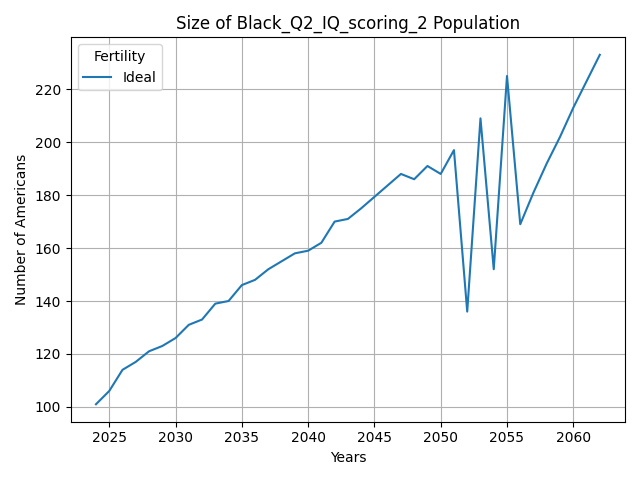 Size of Black_Q2_IQ_scoring_2 Population
Fertility
Ideal
Number of Americans
220
200
180
160
140
120
100
2025 2030 2035 2040 2045 2050 2055 2060
Years